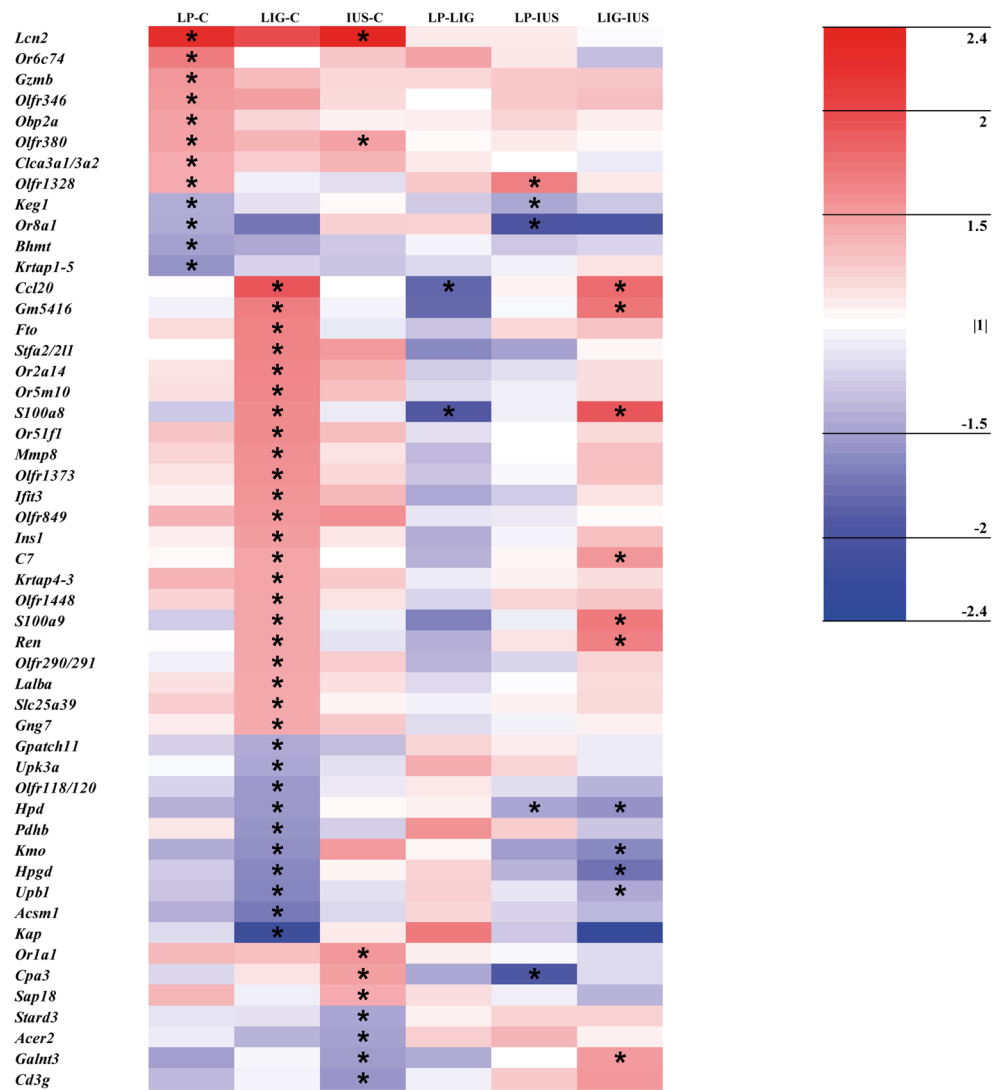 LP-C LIG-C IUS-C LP-LIG LP-IUS LIG-IUS
Lcn2 * *
Or6c74 *
Gzmb *
Olfr346 *
Obp2a *
Olfr380 * *
Clca3a1/3a2 *
Olfr1328 * *
Keg1 * *
Or8a1 * *
Bhmt *
Krtap1-5 *
Ccl20 * * *
Gm5416 * *
Fto *
Stfa2/2l1 *
Or2a14 *
Or5m10 *
S100a8 * * *
Or51f1 *
Mmp8 *
Olfr1373 *
Ifit3 *
Olfr849 *
Ins1 *
C7 * *
Krtap4-3 *
Olfr1448 *
S100a9 * *
Ren * *
Olfr290/291 *
Lalba *
Slc25a39 *
Gng7 *
Gpatch11 *
Upk3a *
Olfr118/120 *
Hpd * * *
Pdhb *
Kmo * *
Hpgd * *
Upb1 * *
Acsm1 *
Kap *
Or1a1 *
Cpa3 * *
Sap18 *
Stard3 *
Acer2 *
Galnt3 * *
Cd3g *
2.4
2
1.5
|1|
-1.5
-2
-2.4